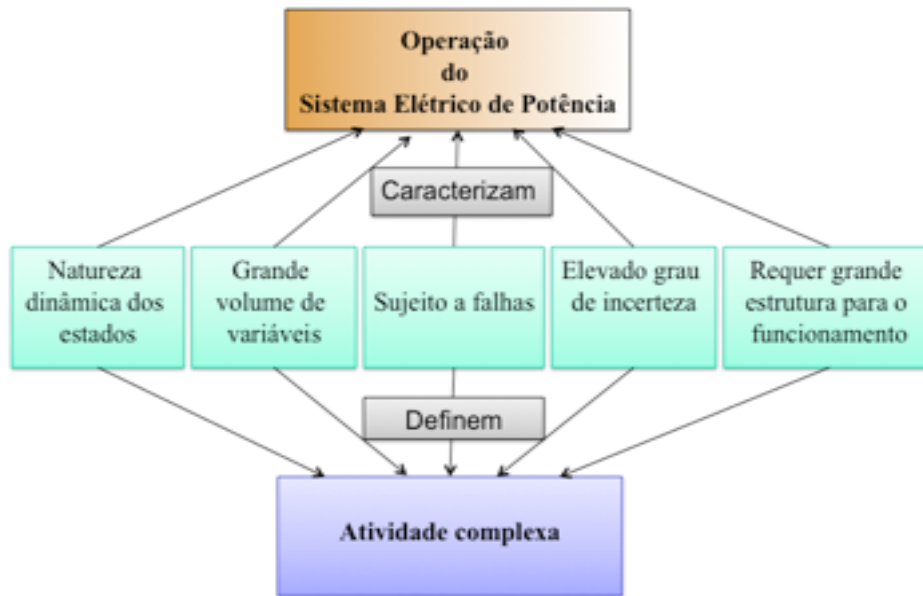 Operação
do
Sistema Elétrico de Potência
Caracterizam
Natureza
dinâmica dos
estados
Grande
volume de
variáveis
Sujeito a falhas
Elevado grau
de incerteza
Requer grande
estrutura para o
funcionamento
Definem
Atividade complexa